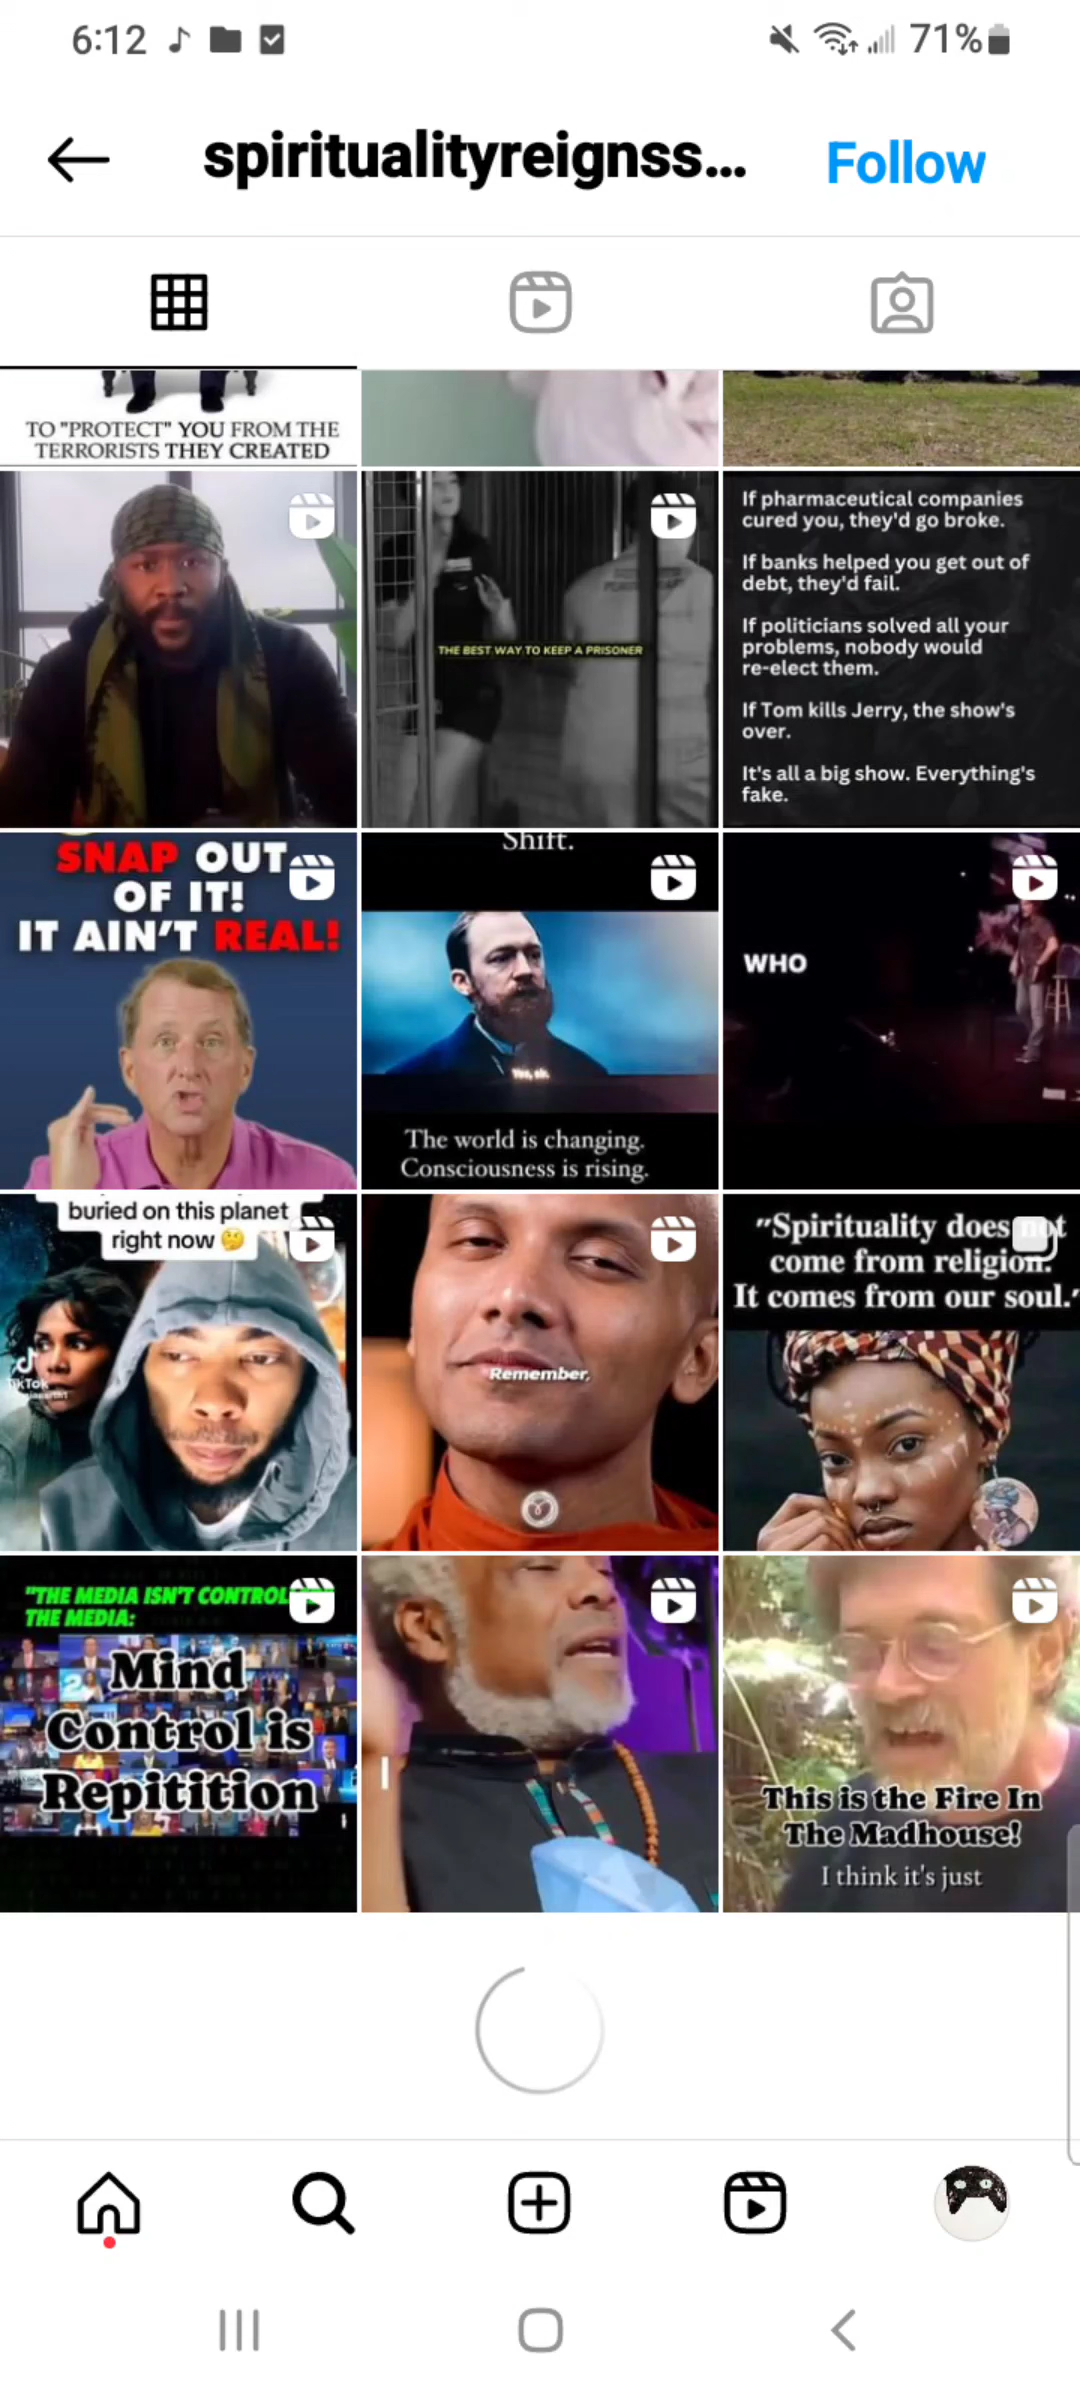 6:12
71%
spiritualityreignss...
Follow
TO "PROTECT" YOU FROM THE
TERRORISTS THEY CREATED
THE BEST WAY TO KEEP A PRISONER
If pharmaceutical companies
cured you, they'd go broke.
If banks helped you get out of
debt, they'd fail.
If politicians solved all your
problems, nobody would
re-elect them.
If Tom kills Jerry, the show's
over.
It's all a big show. Everything's
fake.
SNAP OUT
OF IT!
IT AIN'T REAL!
Shift.
Yes, sir.
The world is changing.
Consciousness is rising.
WHO
buried on this planet
right now 🤔
TikTok
Remember,
"Spirituality does not
come from religion.
It comes from our soul."
"THE MEDIA ISN'T CONTROL
THE MEDIA:
Mind
Control is
Repitition
I
This is the Fire In
The Madhouse!
I think it's just